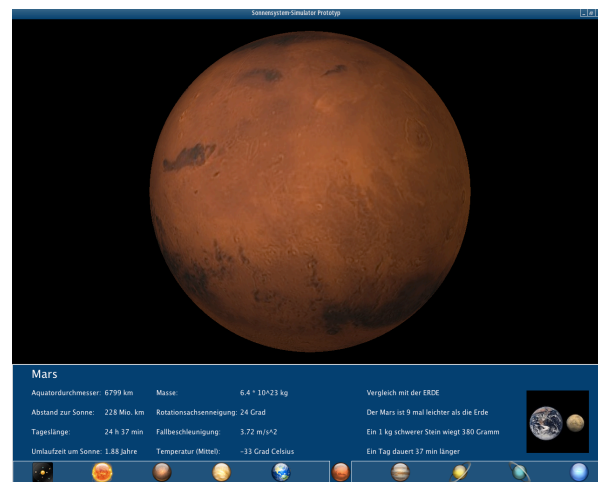 Sonnensystem-Simulator Prototyp
Mars
Aquatordurchmesser: 6799 km Masse: 6.4 * 10^23 kg Vergleich mit der ERDE
Abstand zur Sonne: 228 Mio. km Rotationsachsenneigung: 24 Grad Der Mars ist 9 mal leichter als die Erde
Tageslänge: 24 h 37 min Fallbeschleunigung: 3.72 m/s^2 Ein 1 kg schwerer Stein wiegt 380 Gramm
Umlaufzeit um Sonne: 1.88 Jahre Temperatur (Mittel): -33 Grad Celsius Ein Tag dauert 37 min länger